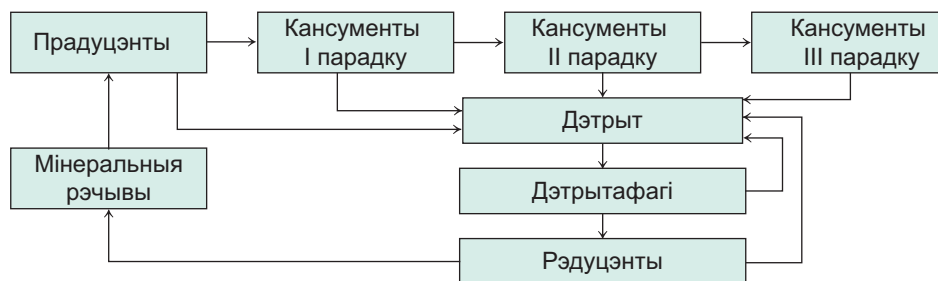 Прадуцэнты
Кансументы
I парадку
Кансументы
II парадку
Кансументы
III парадку
Дэтрыт
Мінеральныя
рэчывы
Дэтрытафагі
Рэдуцэнты